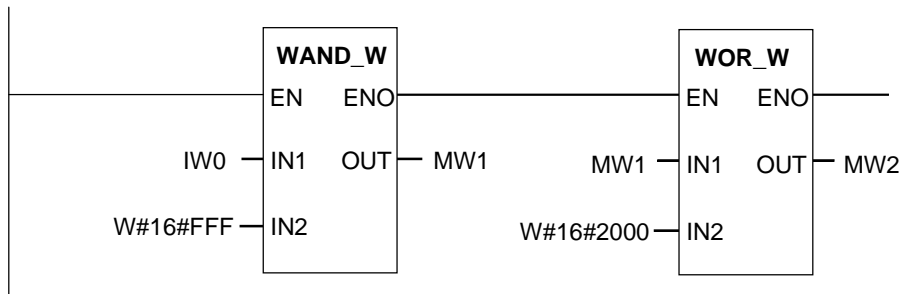 WAND_W
EN ENO
IW0 IN1 OUT MW1
W#16#FFF IN2
WOR_W
EN ENO
MW1 IN1 OUT MW2
W#16#2000 IN2